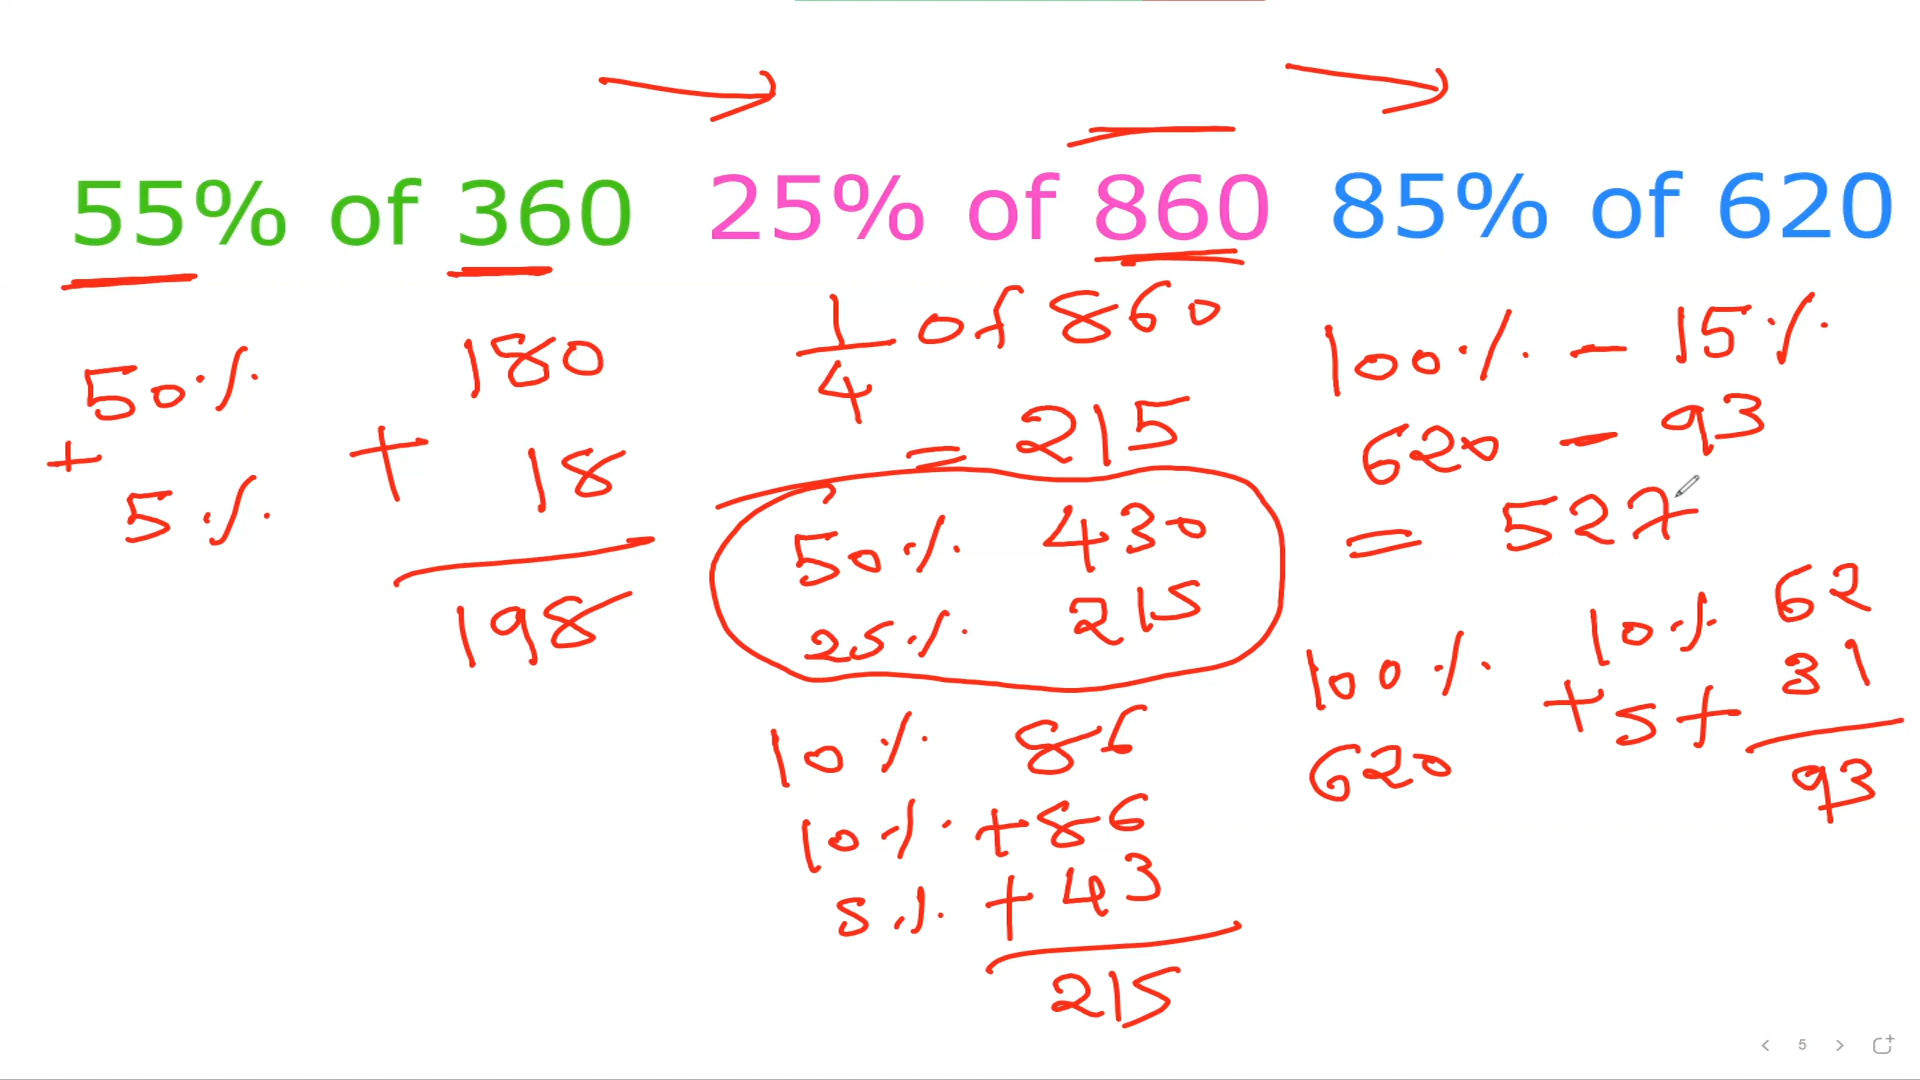 55% of 360
25% of 860
85% of 620
50% 180
+ + 18
5%
198
1/4 of 860
= 215
50% 430
25% 215
10% 86
10% +86
5% + 43
215
100% - 15%
620 - 93
= 527
100% 10% 62
620 +5+ 31
93
5